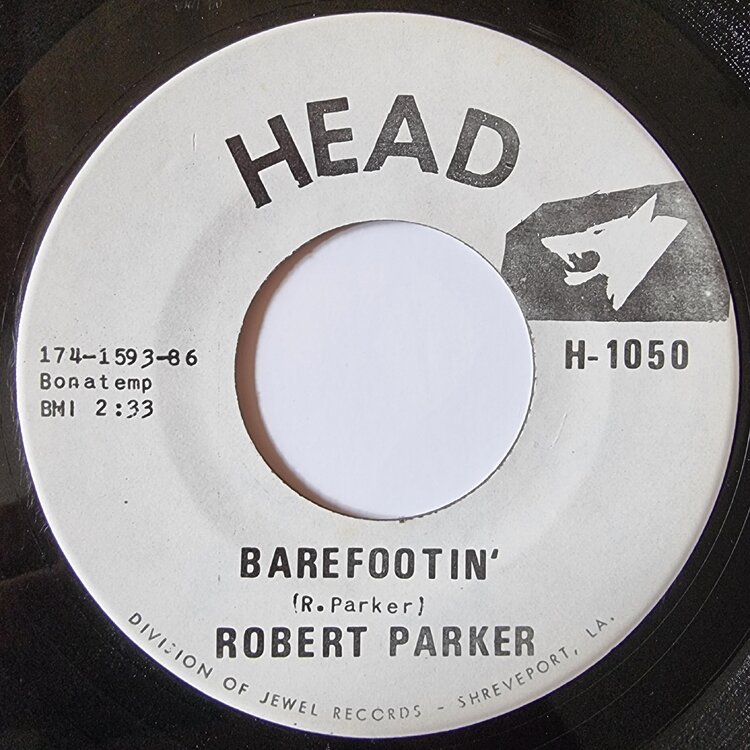 HEAD
174-1593-86
Bonatemp
BMI 2:33
H-1050
BAREFOOTIN'
(R. Parker)
ROBERT PARKER
DIVISION OF JEWEL RECORDS - SHREVEPORT, LA.